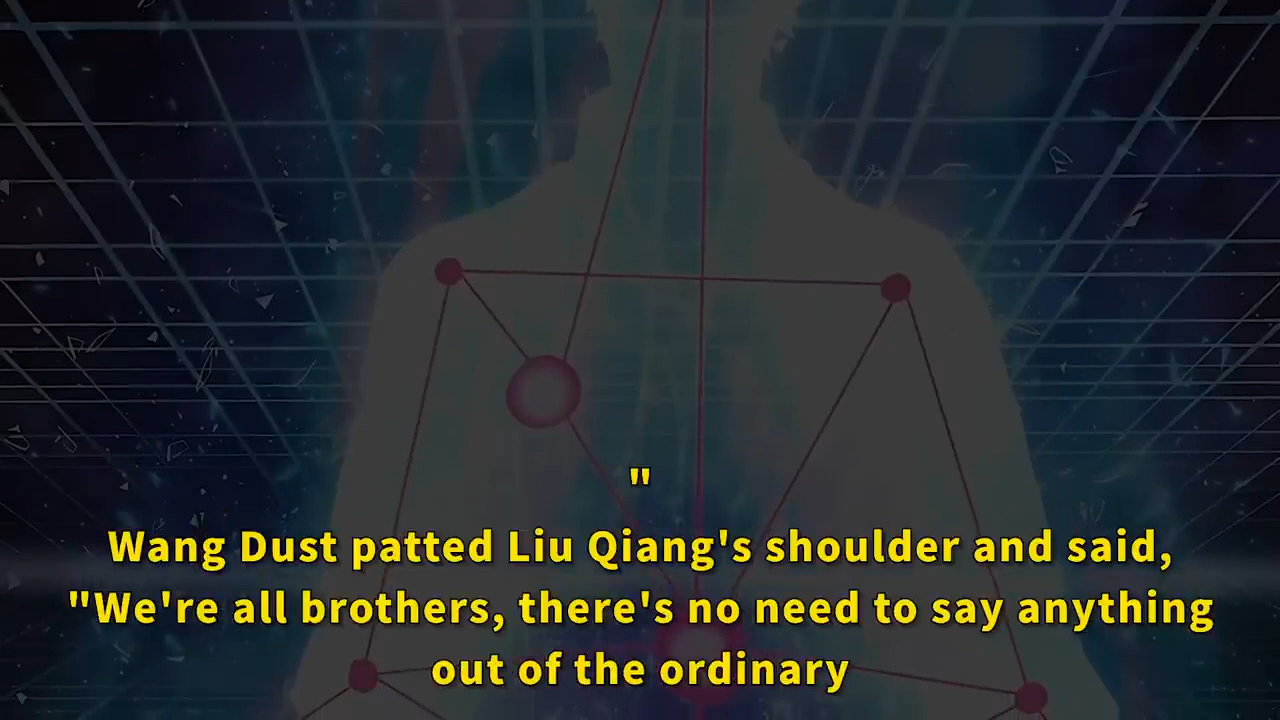 "
Wang Dust patted Liu Qiang's shoulder and said,
"We're all brothers, there's no need to say anything
out of the ordinary